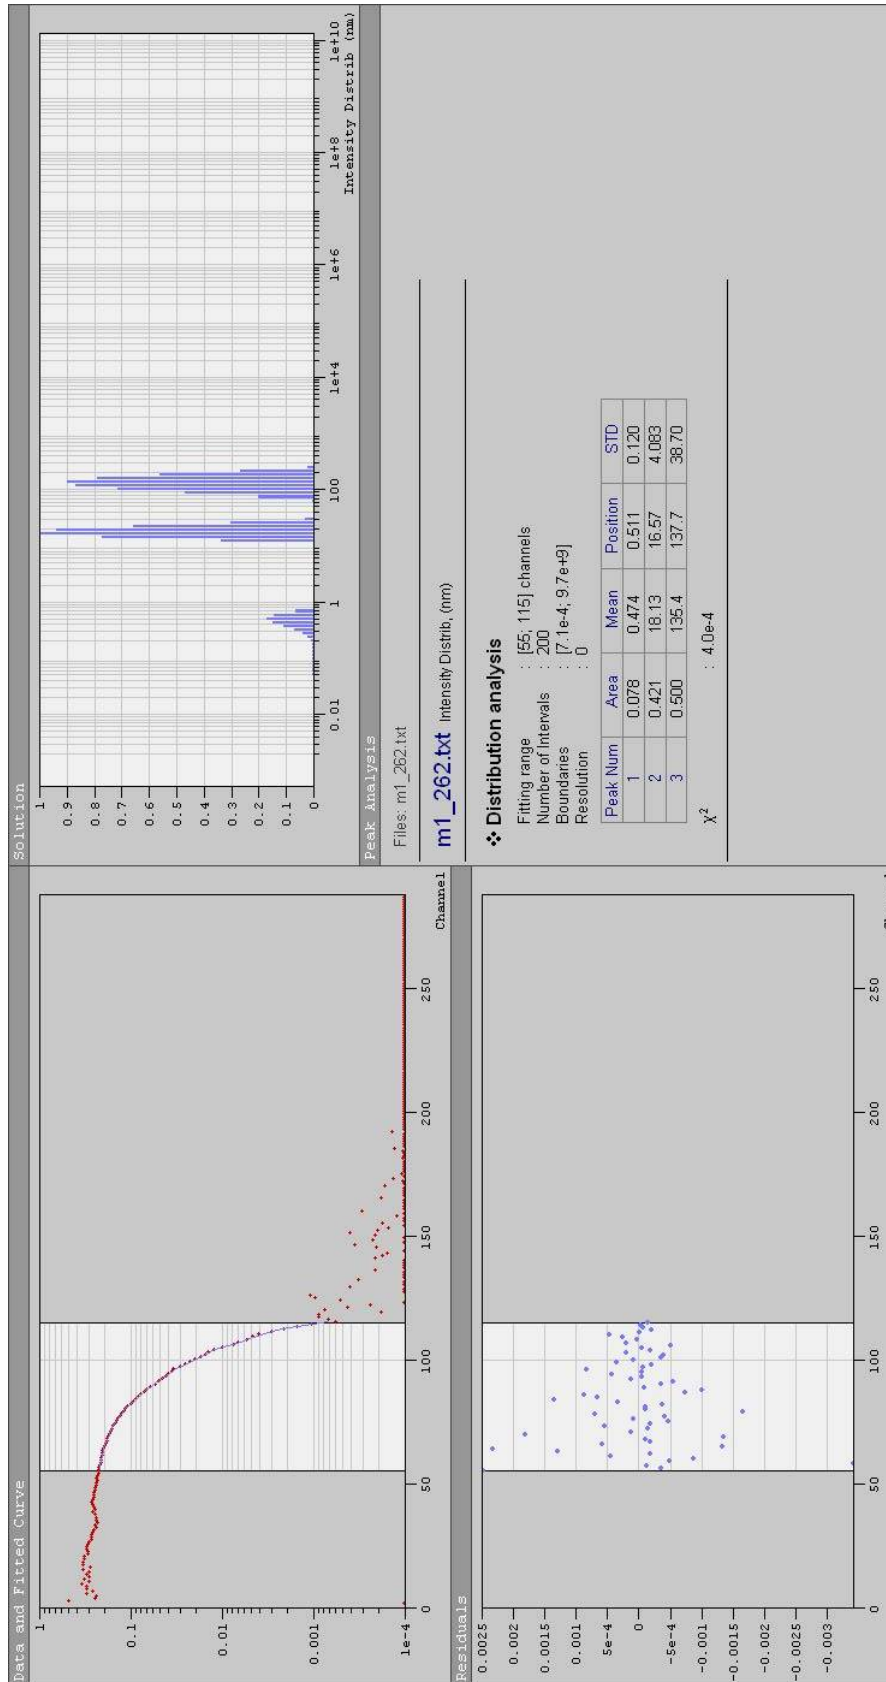 Data and Fitted Curve
1
0.1
0.01
0.001
1e-4
0 50 100 150 200 250
Channel
Residuals
0.0025
0.002
0.0015
0.001
5e-4
0
-5e-4
-0.001
-0.0015
-0.002
-0.0025
-0.003
0 50 100 150 200 250
Solution
1
0.9
0.8
0.7
0.6
0.5
0.4
0.3
0.2
0.1
0
0.01 1 100 1e+4 1e+6 1e+8 1e+10
Intensity Distrib (nm)
Peak Analysis
Files: m1_262.txt
m1_262.txt Intensity Distrib, (nm)
❖ Distribution analysis
Fitting range : [55; 115] channels
Number of Intervals : 200
Boundaries : [7.1e-4; 9.7e+9]
Resolution : 0
Peak Num Area Mean Position STD
1 0.078 0.474 0.511 0.120
2 0.421 18.13 16.57 4.083
3 0.500 135.4 137.7 38.70
χ² : 4.0e-4